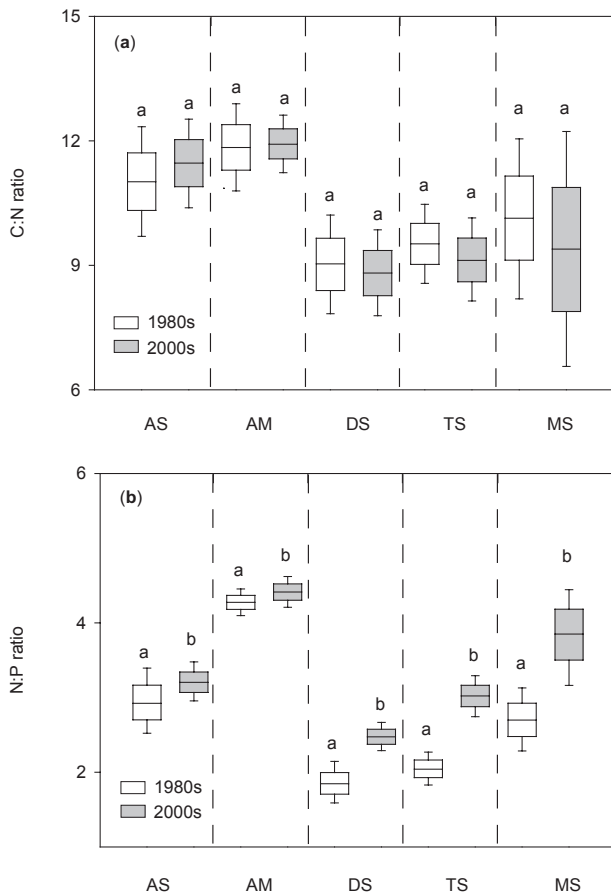 15
(a)
a a a a a a a a a a
12
C:N ratio
9
1980s
2000s
6
AS AM DS TS MS
6
(b)
a b a b a b a b a b
4
N:P ratio
2
1980s
2000s
AS AM DS TS MS